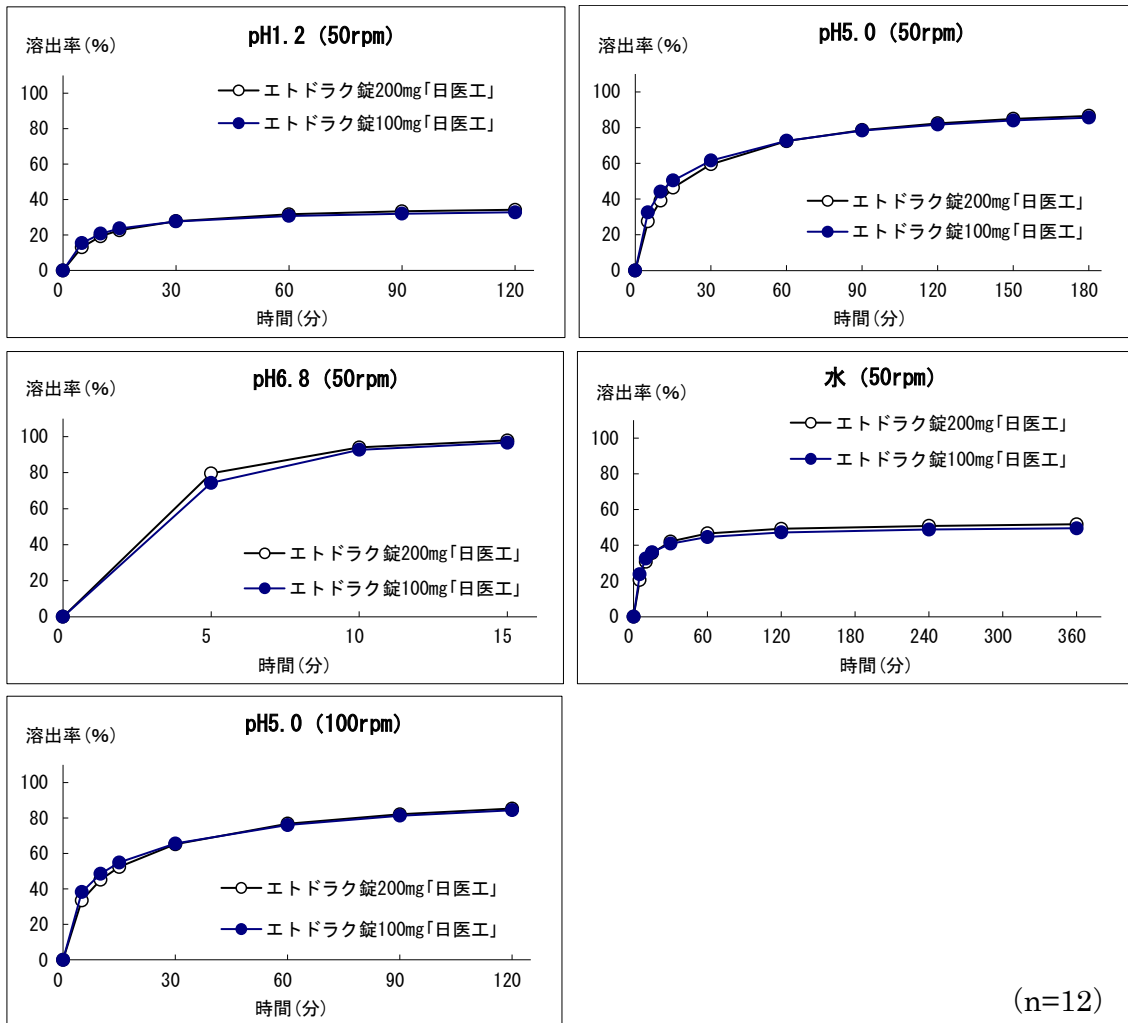 pH1.2 (50rpm)
溶出率(%)
エトドラク錠200mg「日医工」
エトドラク錠100mg「日医工」
100
80
60
40
20
0
0 30 60 90 120
時間(分)
pH5.0 (50rpm)
溶出率(%)
100
80
60
40
20
0
エトドラク錠200mg「日医工」
エトドラク錠100mg「日医工」
0 30 60 90 120 150 180
時間(分)
pH6.8 (50rpm)
溶出率(%)
100
80
60
40
20
0
エトドラク錠200mg「日医工」
エトドラク錠100mg「日医工」
0 5 10 15
時間(分)
水 (50rpm)
溶出率(%)
エトドラク錠200mg「日医工」
エトドラク錠100mg「日医工」
100
80
60
40
20
0
0 60 120 180 240 300 360
時間(分)
pH5.0 (100rpm)
溶出率(%)
100
80
60
40
20
0
エトドラク錠200mg「日医工」
エトドラク錠100mg「日医工」
0 30 60 90 120
時間(分)
(n=12)